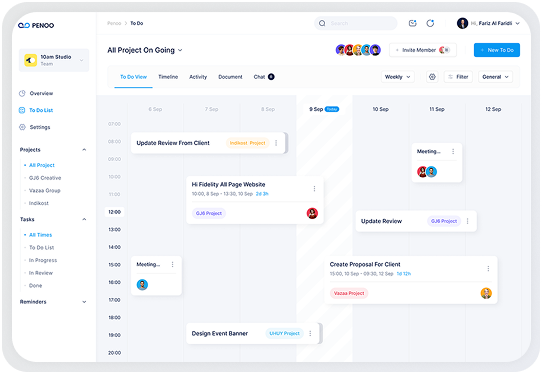 PENOO
Penoo
To Do
Search
Hi, Fariz Al Faridli
10am Studio
Team
All Project On Going
Invite Member
New To Do
To Do View
Timeline
Activity
Document
Chat
Weekly
Filter
General
Overview
To Do List
Settings
Projects
All Project
GJ6 Creative
Vazaa Group
Indikost
Tasks
All Times
To Do List
In Progress
In Review
Done
Reminders
6 Sep
7 Sep
8 Sep
9 Sep Today
10 Sep
11 Sep
12 Sep
07:00
08:00
09:00
10:00
11:00
12:00
13:00
14:00
15:00
16:00
17:00
18:00
19:00
20:00
Update Review From Client
Indikost Project
Meeting...
Hi Fidelity All Page Website
10:00, 8 Sep - 13:30, 10 Sep 2d 3h
GJ6 Project
Update Review
GJ6 Project
Meeting...
Create Proposal For Client
15:00, 10 Sep - 09:30, 12 Sep 1d 12h
Vazaa Project
Design Event Banner
UHUY Project